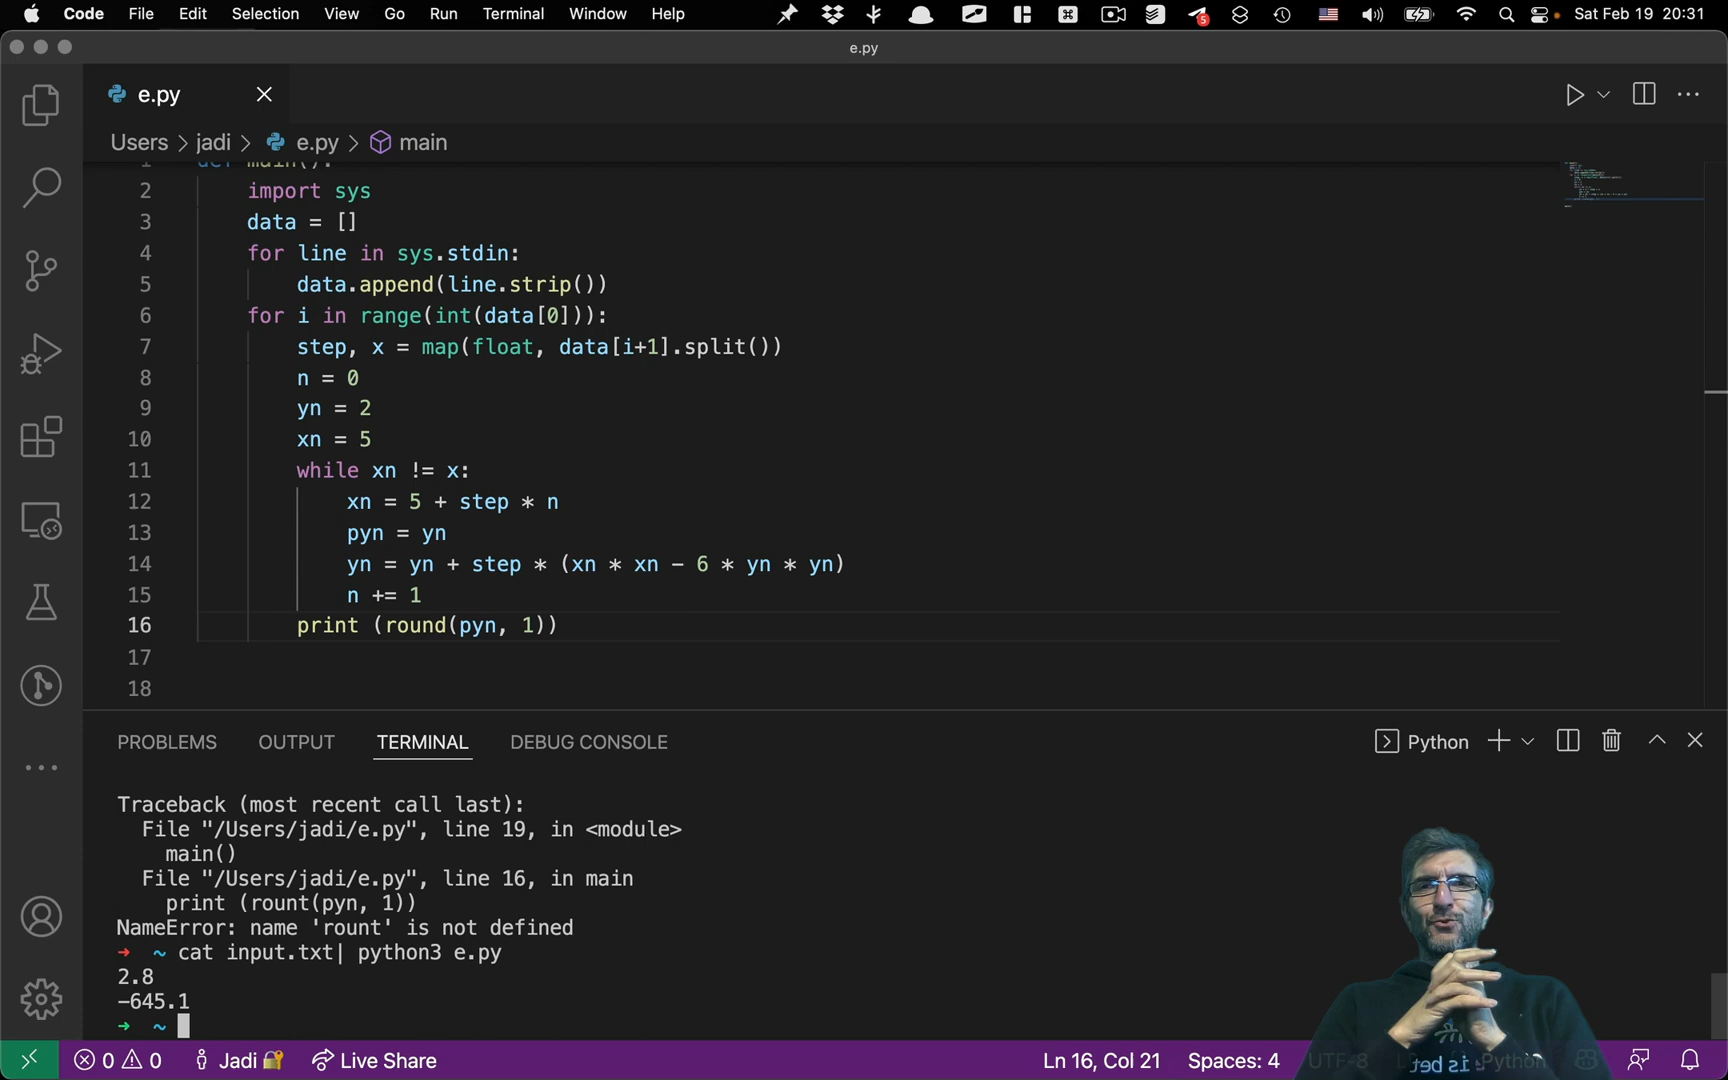 Code File Edit Selection View Go Run Terminal Window Help 5 Sat Feb 19 20:31
e.py
e.py
Users > jadi > e.py > main
1 def main():
2 import sys
3 data = []
4 for line in sys.stdin:
5 data.append(line.strip())
6 for i in range(int(data[0])):
7 step, x = map(float, data[i+1].split())
8 n = 0
9 yn = 2
10 xn = 5
11 while xn != x:
12 xn = 5 + step * n
13 pyn = yn
14 yn = yn + step * (xn * xn - 6 * yn * yn)
15 n += 1
16 print (round(pyn, 1))
17
18
PROBLEMS OUTPUT TERMINAL DEBUG CONSOLE Python
Traceback (most recent call last):
File "/Users/jadi/e.py", line 19, in <module>
main()
File "/Users/jadi/e.py", line 16, in main
print (rount(pyn, 1))
NameError: name 'rount' is not defined
➜ ~ cat input.txt| python3 e.py
2.8
-645.1
➜ ~
0 0 Jadi Live Share Ln 16, Col 21 Spaces: 4 UTF-8 Python